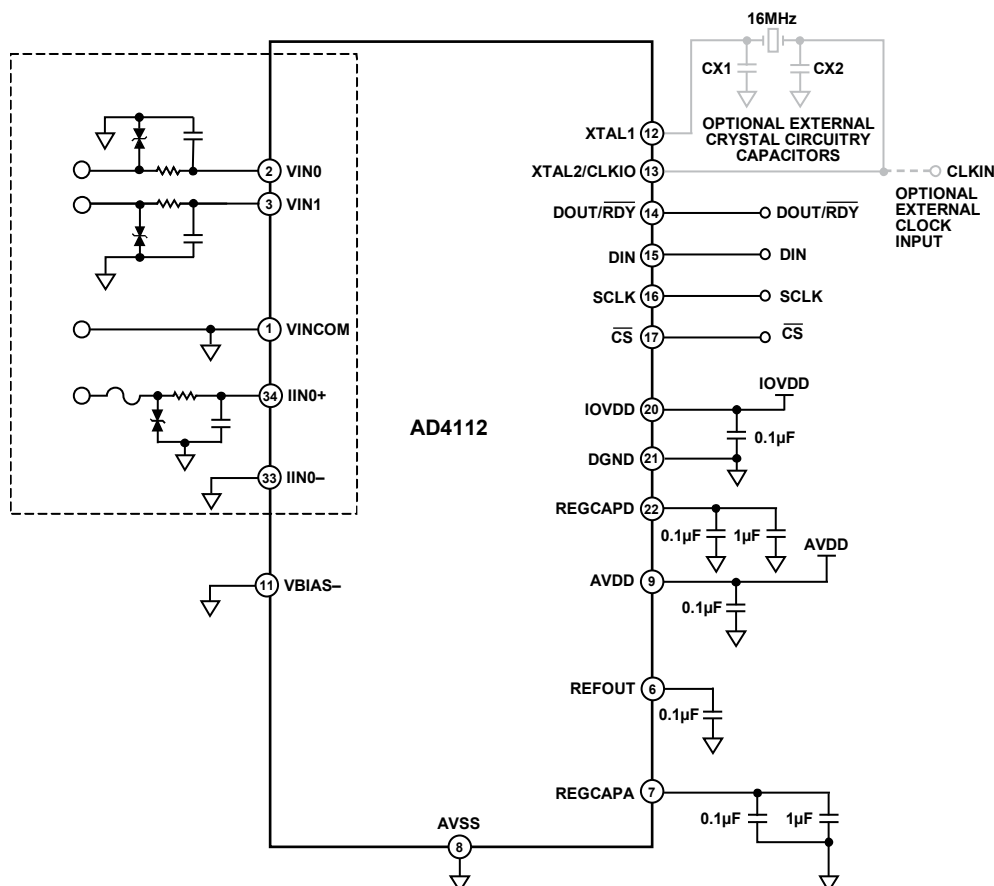 16MHz
CX1
CX2
XTAL1
12
OPTIONAL EXTERNAL
CRYSTAL CIRCUITRY
CAPACITORS
2
VIN0
XTAL2/CLKIO
13
CLKIN
OPTIONAL
EXTERNAL
CLOCK
INPUT
3
VIN1
DOUT/RDY
14
DOUT/RDY
DIN
15
DIN
SCLK
16
SCLK
1
VINCOM
CS
17
CS
34
IIN0+
IOVDD
20
IOVDD
0.1µF
AD4112
DGND
21
33
IIN0–
REGCAPD
22
0.1µF
1µF
AVDD
AVDD
9
0.1µF
11
VBIAS–
REFOUT
6
0.1µF
REGCAPA
7
0.1µF
1µF
AVSS
8